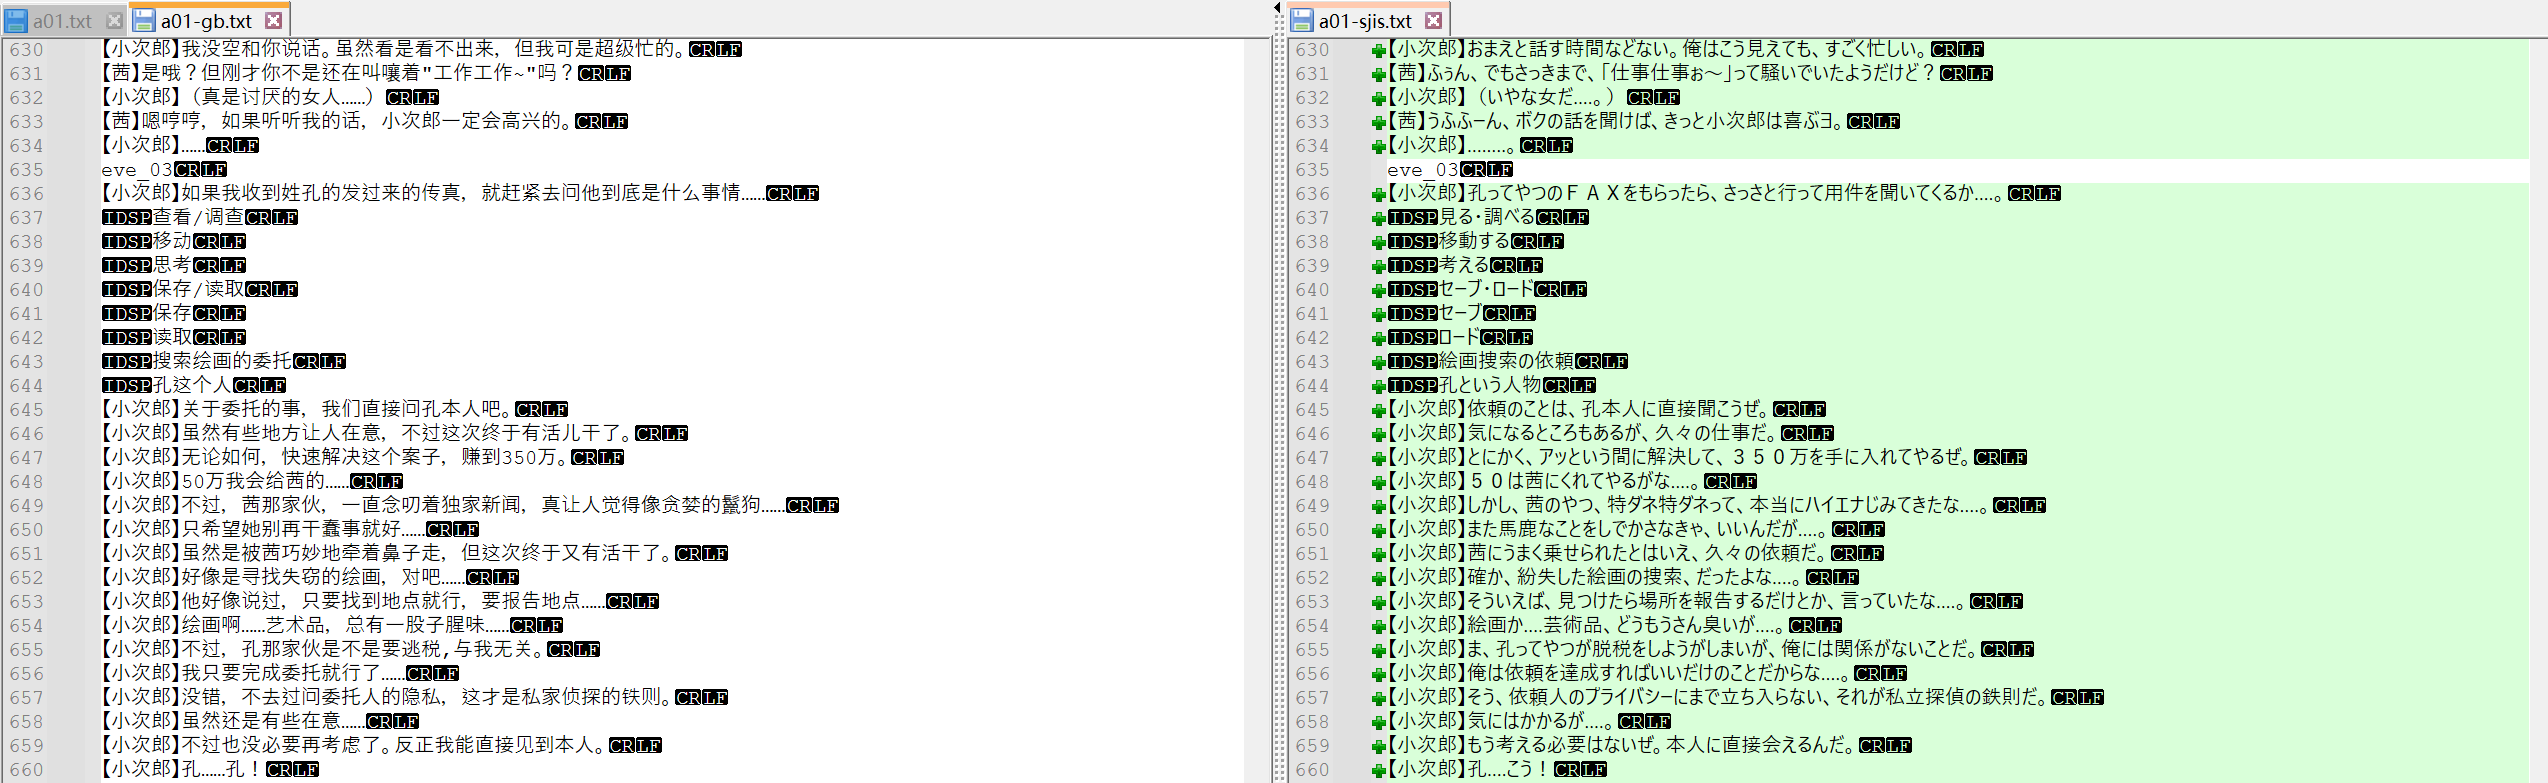 a01.txt a01-gb.txt
630 【小次郎】我没空和你说话。虽然看是看不出来，但我可是超级忙的。CRLF
631 【茜】是哦？但刚才你不是还在叫嚷着"工作工作~"吗？CRLF
632 【小次郎】（真是讨厌的女人……）CRLF
633 【茜】嗯哼哼，如果听听我的话，小次郎一定会高兴的。CRLF
634 【小次郎】……CRLF
635 eve_03CRLF
636 【小次郎】如果我收到姓孔的发过来的传真，就赶紧去问他到底是什么事情……CRLF
637 IDSP查看/调查CRLF
638 IDSP移动CRLF
639 IDSP思考CRLF
640 IDSP保存/读取CRLF
641 IDSP保存CRLF
642 IDSP读取CRLF
643 IDSP搜索绘画的委托CRLF
644 IDSP孔这个人CRLF
645 【小次郎】关于委托的事，我们直接问孔本人吧。CRLF
646 【小次郎】虽然有些地方让人在意，不过这次终于有活儿干了。CRLF
647 【小次郎】无论如何，快速解决这个案子，赚到350万。CRLF
648 【小次郎】50万我会给茜的……CRLF
649 【小次郎】不过，茜那家伙，一直念叨着独家新闻，真让人觉得像贪婪的鬣狗……CRLF
650 【小次郎】只希望她别再干蠢事就好……CRLF
651 【小次郎】虽然是被茜巧妙地牵着鼻子走，但这次终于又有活干了。CRLF
652 【小次郎】好像是寻找失窃的绘画，对吧……CRLF
653 【小次郎】他好像说过，只要找到地点就行，要报告地点……CRLF
654 【小次郎】绘画啊……艺术品，总有一股子腥味……CRLF
655 【小次郎】不过，孔那家伙是不是要逃税,与我无关。CRLF
656 【小次郎】我只要完成委托就行了……CRLF
657 【小次郎】没错，不去过问委托人的隐私，这才是私家侦探的铁则。CRLF
658 【小次郎】虽然还是有些在意……CRLF
659 【小次郎】不过也没必要再考虑了。反正我能直接见到本人。CRLF
660 【小次郎】孔……孔！CRLF
a01-sjis.txt
630 【小次郎】おまえと話す時間などない。俺はこう見えても、すごく忙しい。CRLF
631 【茜】ふぅん、でもさっきまで、「仕事仕事ぉ～」って騒いでいたようだけど？CRLF
632 【小次郎】（いやな女だ‥‥。）CRLF
633 【茜】うふふーん、ボクの話を聞けば、きっと小次郎は喜ぶヨ。CRLF
634 【小次郎】‥‥‥‥。CRLF
635 eve_03CRLF
636 【小次郎】孔ってやつのＦＡＸをもらったら、さっさと行って用件を聞いてくるか‥‥。CRLF
637 IDSP見る・調べるCRLF
638 IDSP移動するCRLF
639 IDSP考えるCRLF
640 IDSPセーブ・ロードCRLF
641 IDSPセーブCRLF
642 IDSPロードCRLF
643 IDSP絵画捜索の依頼CRLF
644 IDSP孔という人物CRLF
645 【小次郎】依頼のことは、孔本人に直接聞こうぜ。CRLF
646 【小次郎】気になるところもあるが、久々の仕事だ。CRLF
647 【小次郎】とにかく、アッという間に解決して、３５０万を手に入れてやるぜ。CRLF
648 【小次郎】５０は茜にくれてやるがな‥‥。CRLF
649 【小次郎】しかし、茜のやつ、特ダネ特ダネって、本当にハイエナじみてきたな‥‥。CRLF
650 【小次郎】また馬鹿なことをしでかさなきゃ、いいんだが‥‥。CRLF
651 【小次郎】茜にうまく乗せられたとはいえ、久々の依頼だ。CRLF
652 【小次郎】確か、紛失した絵画の捜索、だったよな‥‥。CRLF
653 【小次郎】そういえば、見つけたら場所を報告するだけとか、言っていたな‥‥。CRLF
654 【小次郎】絵画か‥‥芸術品、どうもうさん臭いが‥‥。CRLF
655 【小次郎】ま、孔ってやつが脱税をしようがしまいが、俺には関係がないことだ。CRLF
656 【小次郎】俺は依頼を達成すればいいだけのことだからな‥‥。CRLF
657 【小次郎】そう、依頼人のプライバシーにまで立ち入らない、それが私立探偵の鉄則だ。CRLF
658 【小次郎】気にはかかるが‥‥。CRLF
659 【小次郎】もう考える必要はないぜ。本人に直接会えるんだ。CRLF
660 【小次郎】孔‥‥こう！CRLF